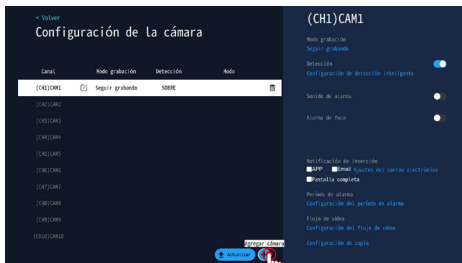 < Volver
Configuración de la cámara
Canal Modo grabación Detección Modo
(CH1)CAM1 Seguir grabando SOBRE
(CH2)CAM2
(CH3)CAM3
(CH4)CAM4
(CH5)CAM5
(CH6)CAM6
(CH7)CAM7
(CH8)CAM8
(CH9)CAM9
(CH10)CAM10
Agregar cámara
Actualizar
(CH1)CAM1
Modo grabación
Seguir grabando
Detección
Configuración de detección inteligente
Sonido de alarma
Alarma de foco
Notificación de inserción
APP Email Ajustes del correo electrónico
Pantalla completa
Período de alarma
Configuración del período de alarma
Flujo de vídeo
Configuración del flujo de vídeo
Configuración de copia